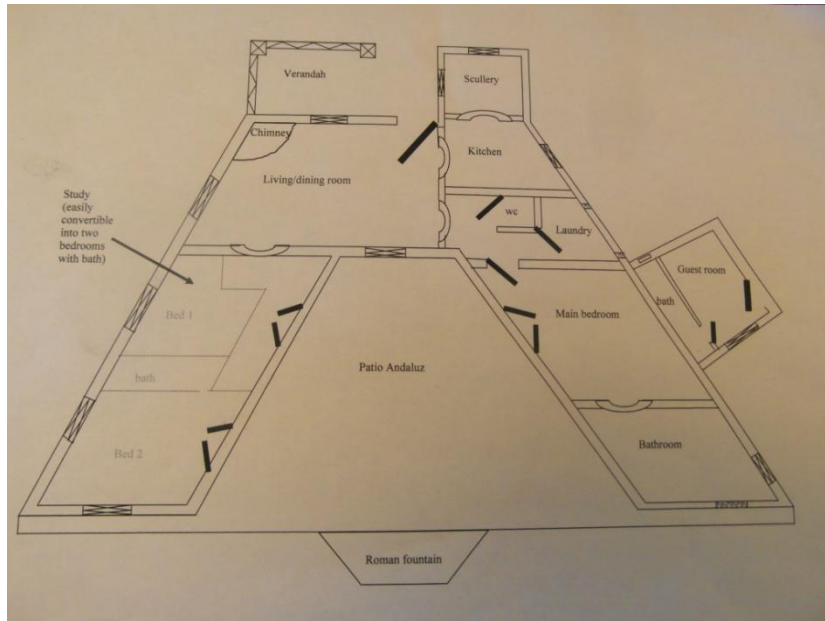 Verandah
Scullery
Chimney
Kitchen
Living/dining room
Study
(easily
convertible
into two
bedrooms
with bath)
wc
Laundry
Guest room
bath
Bed 1
Main bedroom
Patio Andaluz
bath
Bed 2
Bathroom
Roman fountain